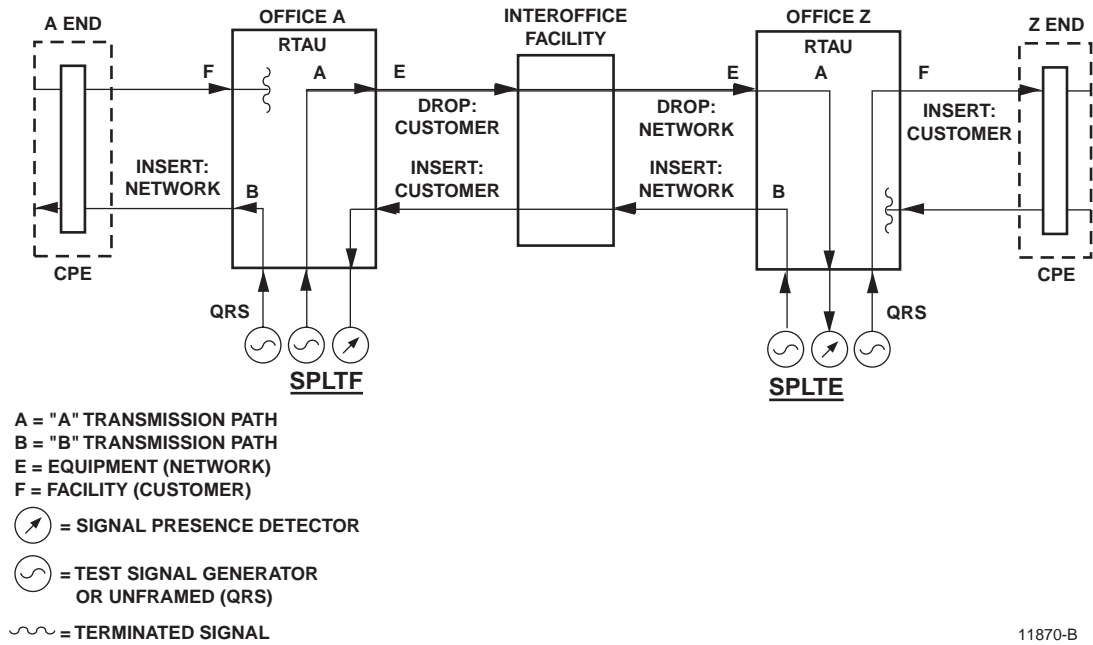 A END
OFFICE A
INTEROFFICE
FACILITY
OFFICE Z
Z END
RTAU
RTAU
F
A
E
E
A
F
DROP:
CUSTOMER
DROP:
NETWORK
INSERT:
CUSTOMER
INSERT:
NETWORK
B
INSERT:
CUSTOMER
INSERT:
NETWORK
B
CPE
CPE
QRS
QRS
SPLTF
SPLTE
A = "A" TRANSMISSION PATH
B = "B" TRANSMISSION PATH
E = EQUIPMENT (NETWORK)
F = FACILITY (CUSTOMER)
= SIGNAL PRESENCE DETECTOR
= TEST SIGNAL GENERATOR
OR UNFRAMED (QRS)
= TERMINATED SIGNAL
11870-B